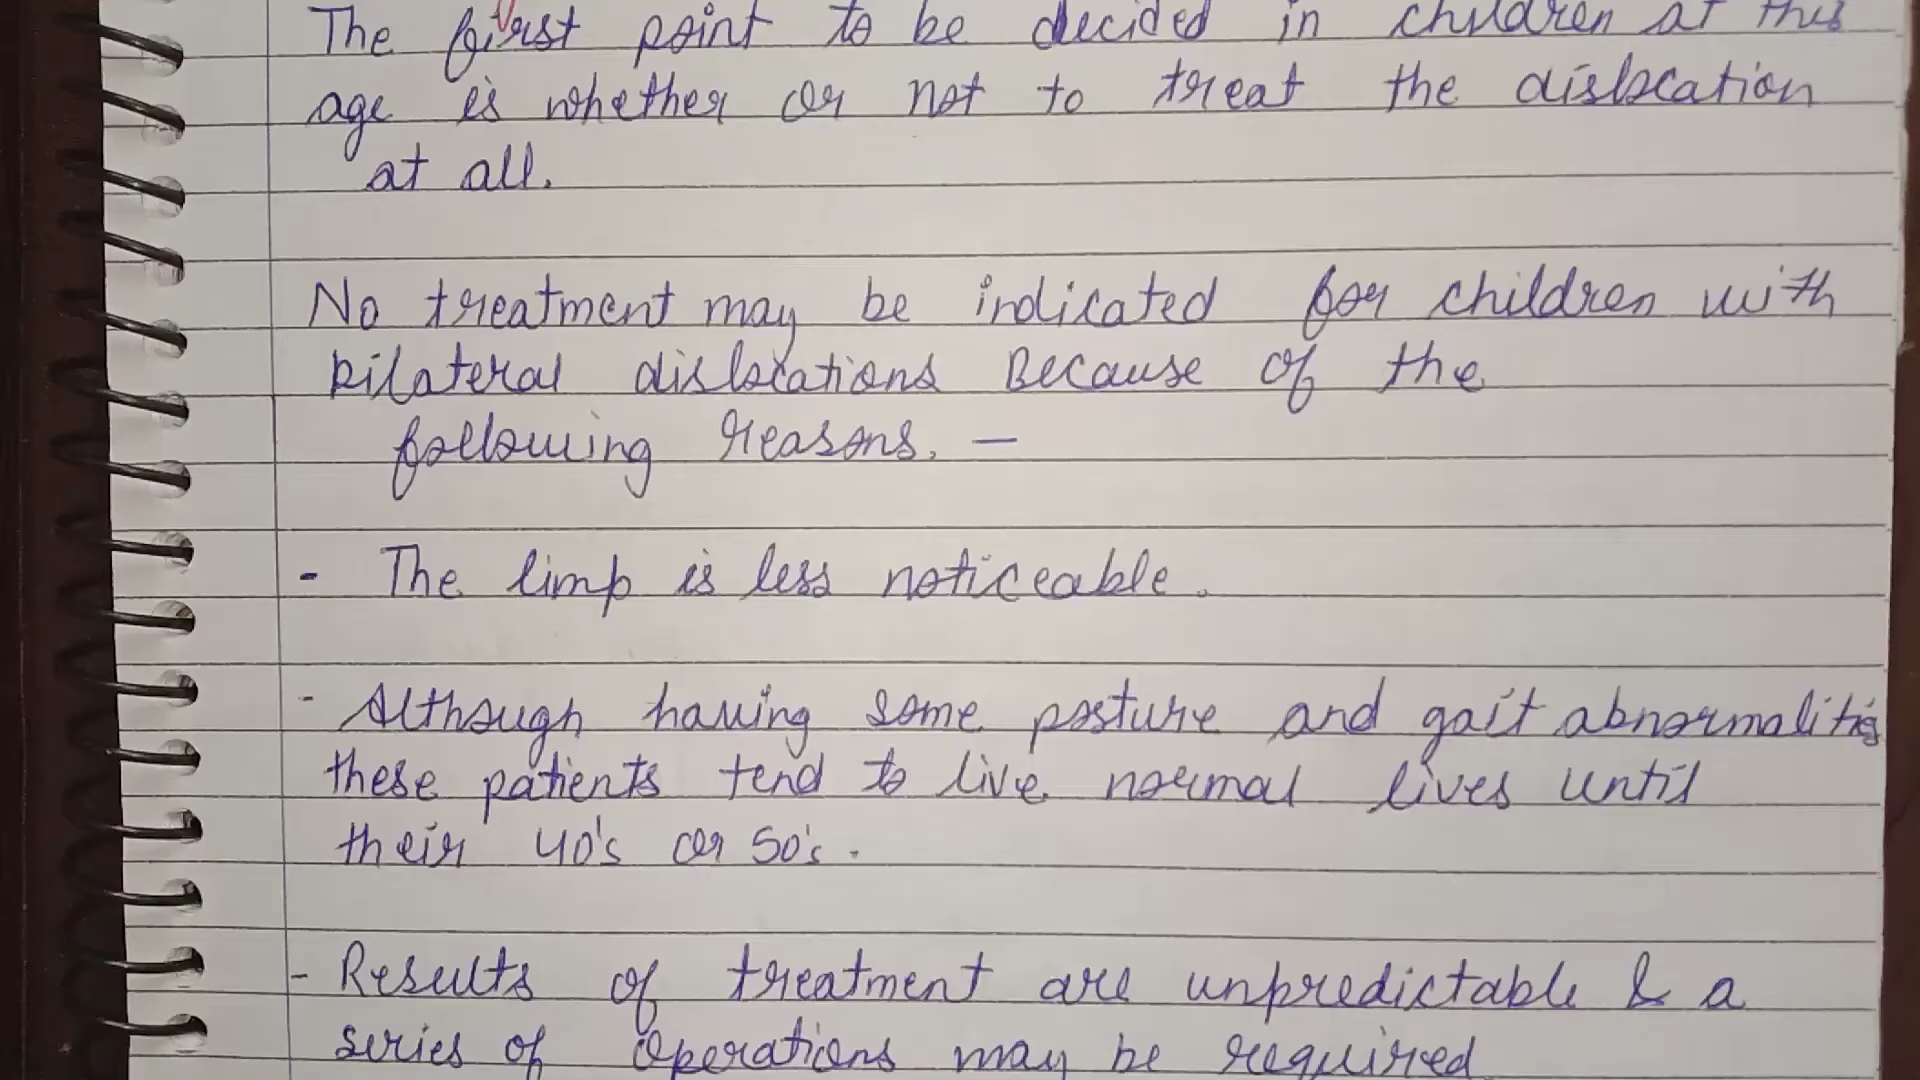 The first point to be decided in children at this
age is whether or not to treat the dislocation
at all.
No treatment may be indicated for children with
bilateral dislocations Because of the
following reasons. —
- The limp is less noticeable.
- Although having some posture and gait abnormalities
these patients tend to live normal lives until
their 40's or 50's.
- Results of treatment are unpredictable & a
series of operations may be required